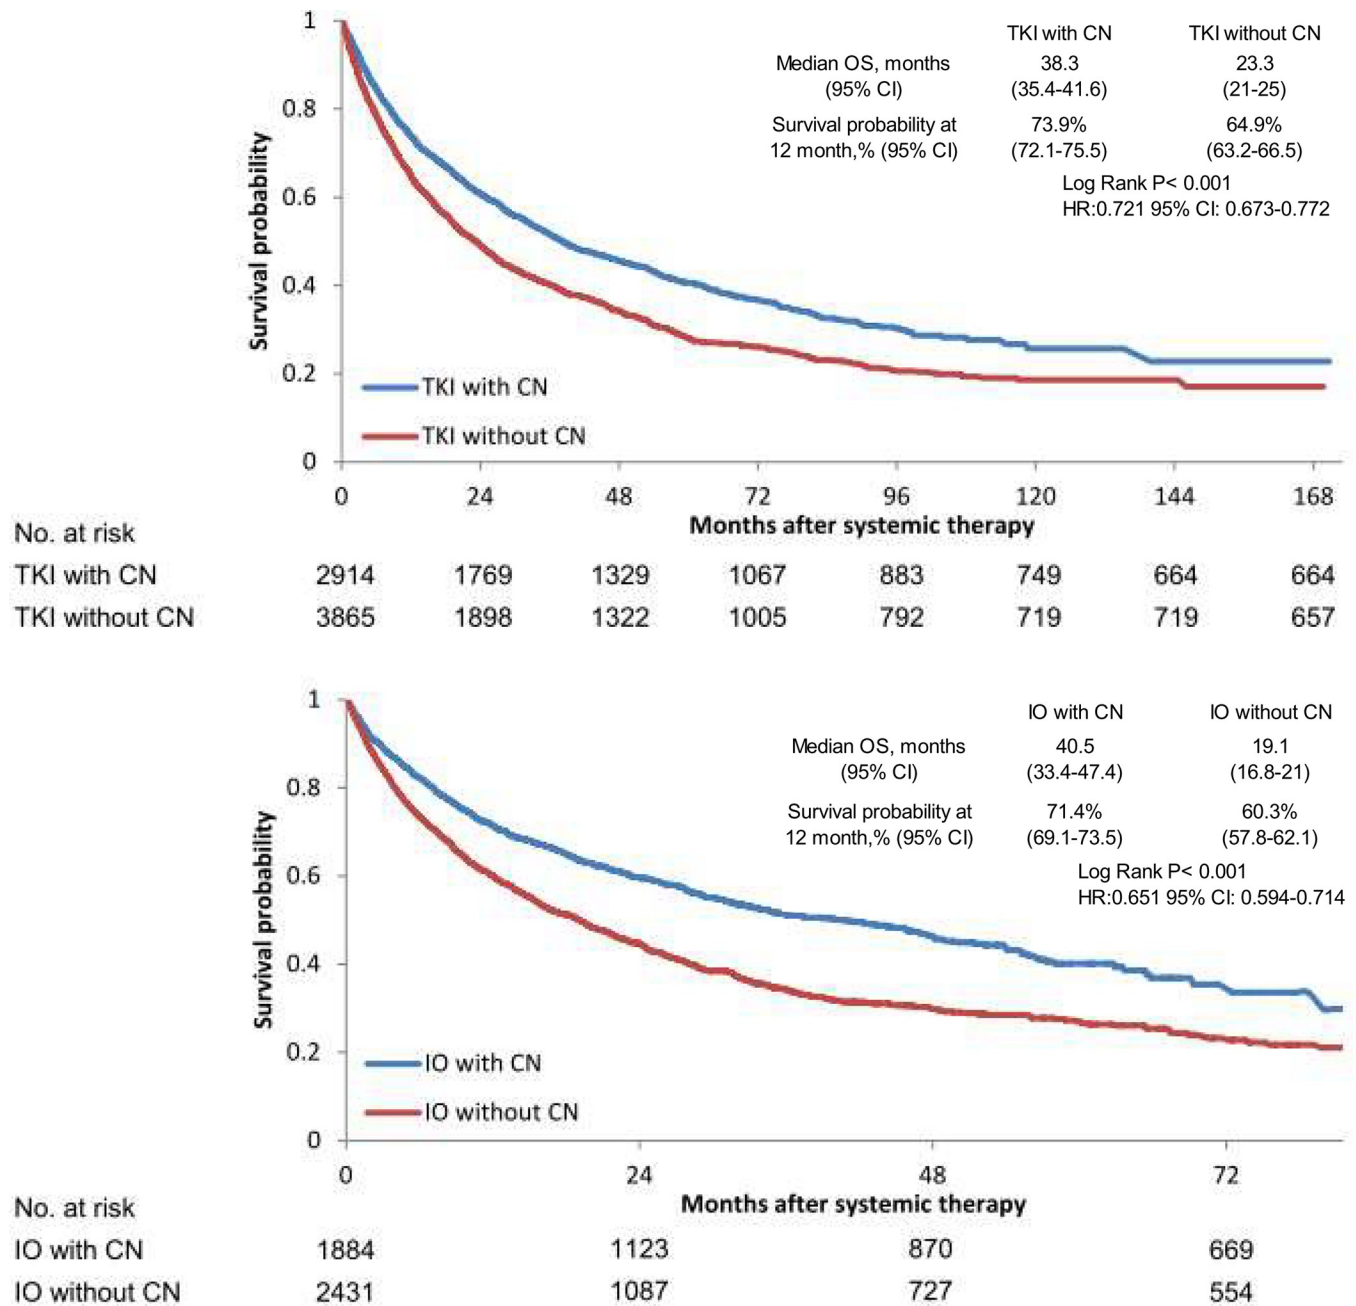 TKI with CN TKI without CN
Median OS, months 38.3 23.3
(95% CI) (35.4-41.6) (21-25)
Survival probability at 73.9% 64.9%
12 month,% (95% CI) (72.1-75.5) (63.2-66.5)
Log Rank P< 0.001
HR:0.721 95% CI: 0.673-0.772
Survival probability
1
0.8
0.6
0.4
0.2
0
TKI with CN
TKI without CN
0 24 48 72 96 120 144 168
Months after systemic therapy
No. at risk
TKI with CN 2914 1769 1329 1067 883 749 664 664
TKI without CN 3865 1898 1322 1005 792 719 719 657
IO with CN IO without CN
Median OS, months 40.5 19.1
(95% CI) (33.4-47.4) (16.8-21)
Survival probability at 71.4% 60.3%
12 month,% (95% CI) (69.1-73.5) (57.8-62.1)
Log Rank P< 0.001
HR:0.651 95% CI: 0.594-0.714
Survival probability
1
0.8
0.6
0.4
0.2
0
IO with CN
IO without CN
0 24 48 72
Months after systemic therapy
No. at risk
IO with CN 1884 1123 870 669
IO without CN 2431 1087 727 554